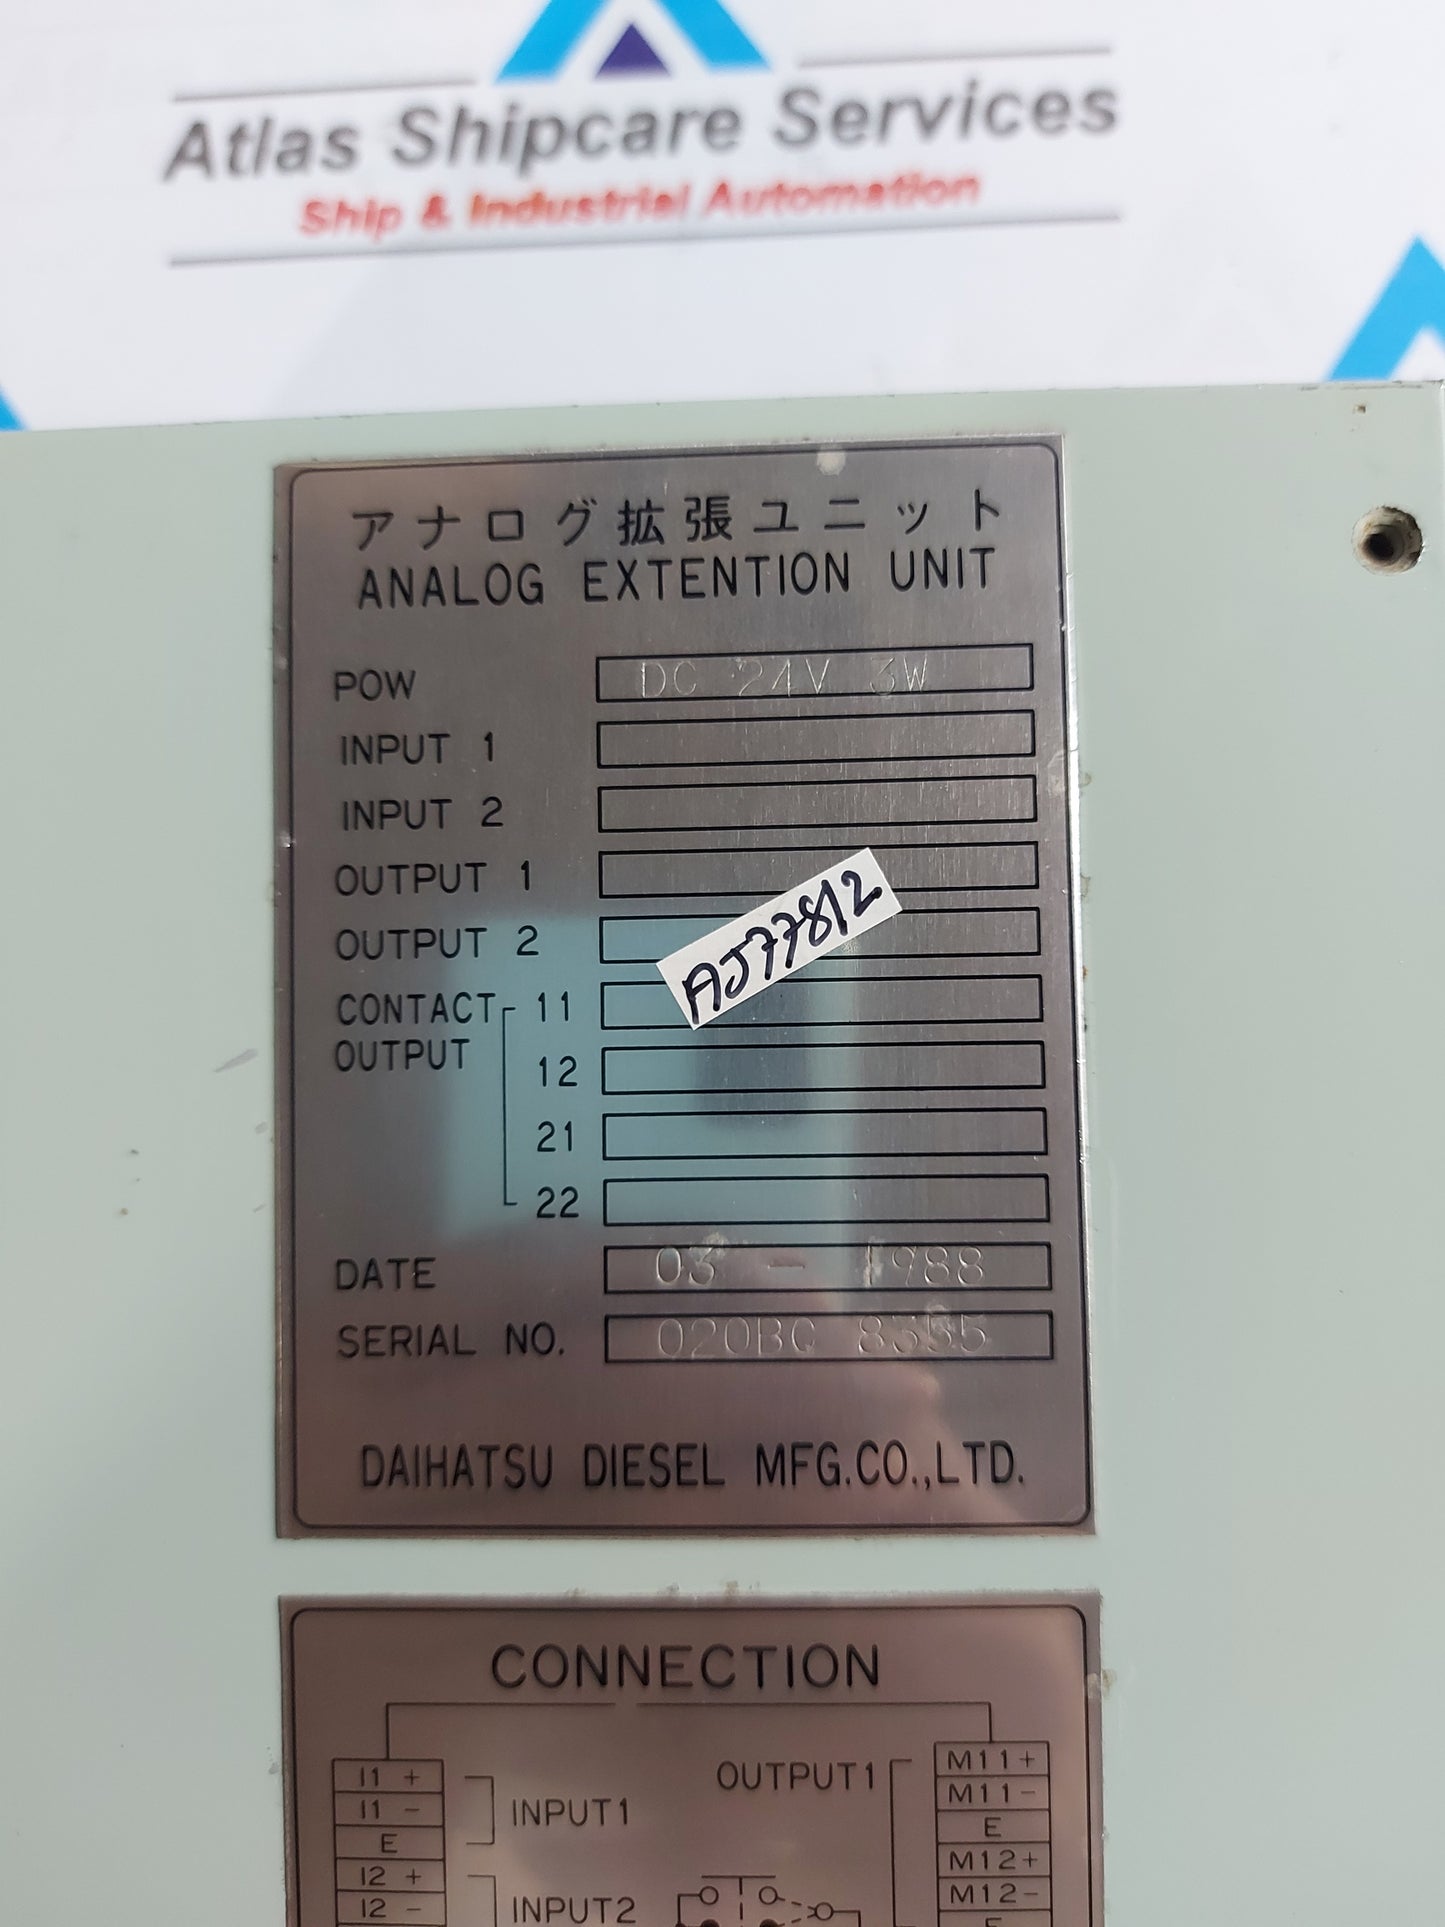 Atlas Shipcare Services
Ship & Industrial Automation
アナログ拡張ユニット
ANALOG EXTENTION UNIT
POW DC 24V 3W
INPUT 1
INPUT 2
OUTPUT 1
OUTPUT 2
AJ77812
CONTACT OUTPUT 11
12
21
22
DATE 03 - 1988
SERIAL NO. 020BQ 8355
DAIHATSU DIESEL MFG.CO.,LTD.
CONNECTION
I1 +
I1 -
E
INPUT1
I2 +
I2 -
INPUT2
OUTPUT1
M11+
M11-
E
M12+
M12-
E